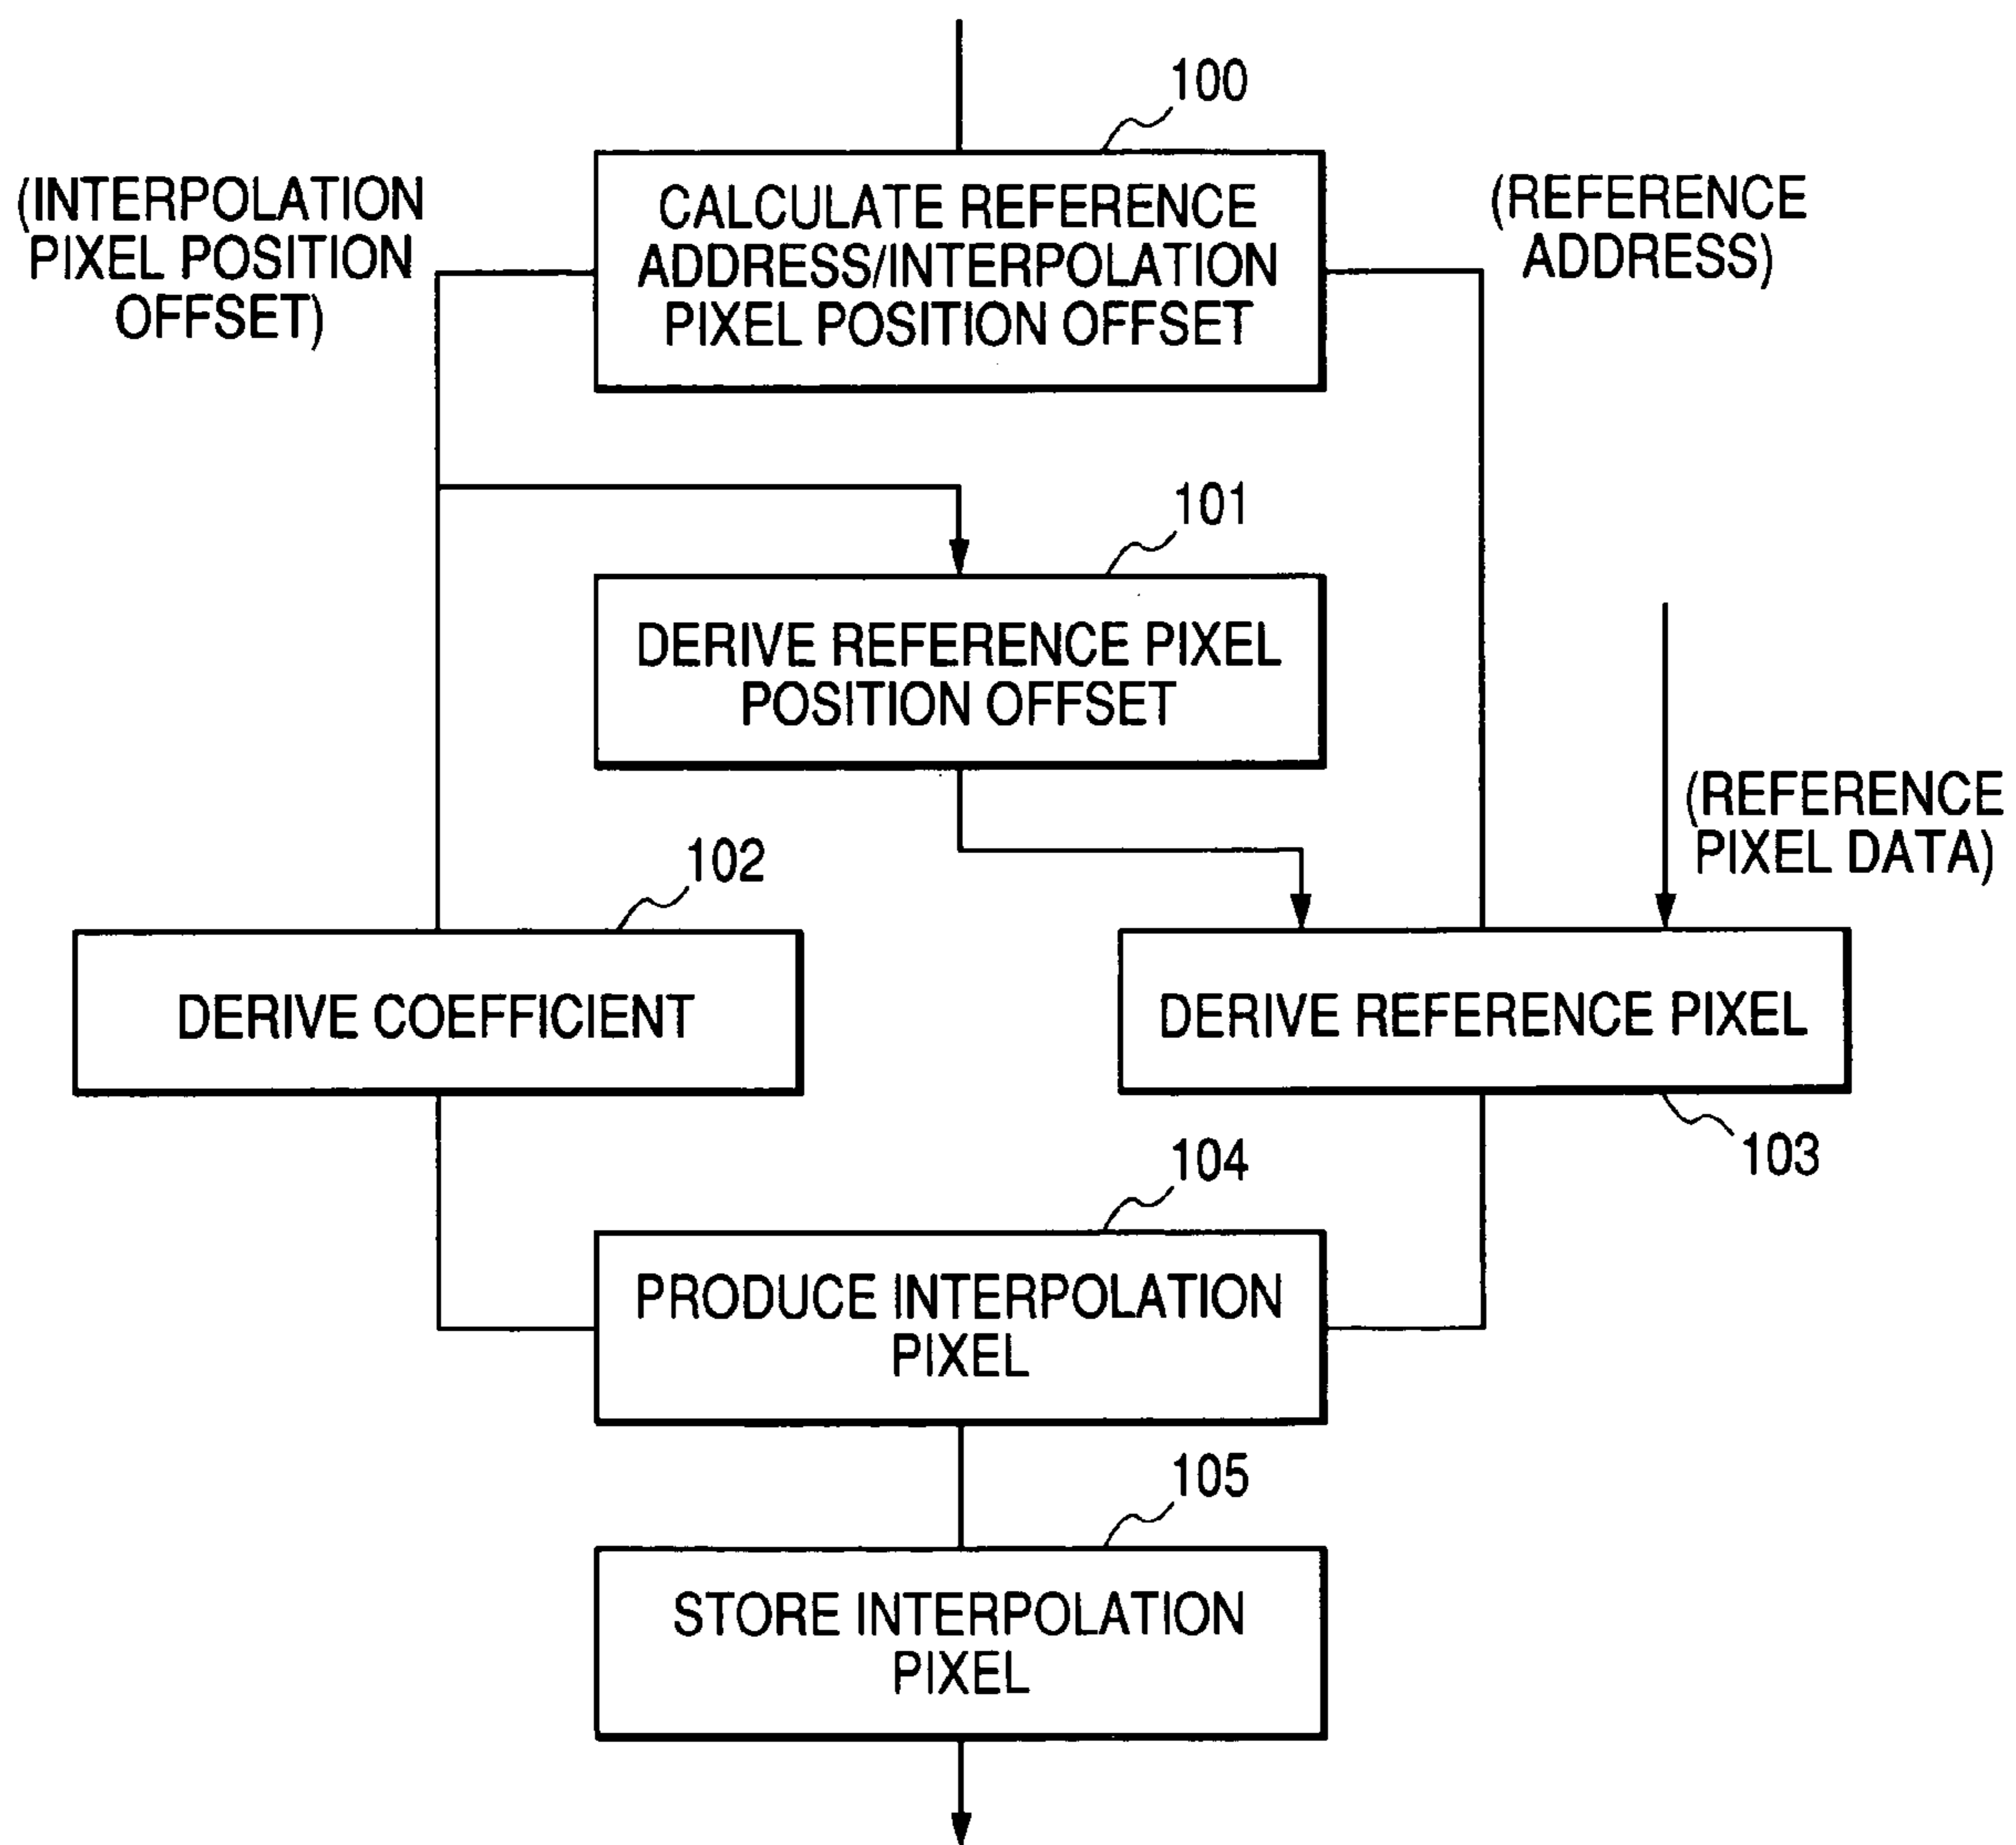 100
(INTERPOLATION
PIXEL POSITION
OFFSET)
CALCULATE REFERENCE
ADDRESS/INTERPOLATION
PIXEL POSITION OFFSET
(REFERENCE
ADDRESS)
101
DERIVE REFERENCE PIXEL
POSITION OFFSET
(REFERENCE
PIXEL DATA)
102
DERIVE COEFFICIENT
DERIVE REFERENCE PIXEL
103
104
PRODUCE INTERPOLATION
PIXEL
105
STORE INTERPOLATION
PIXEL